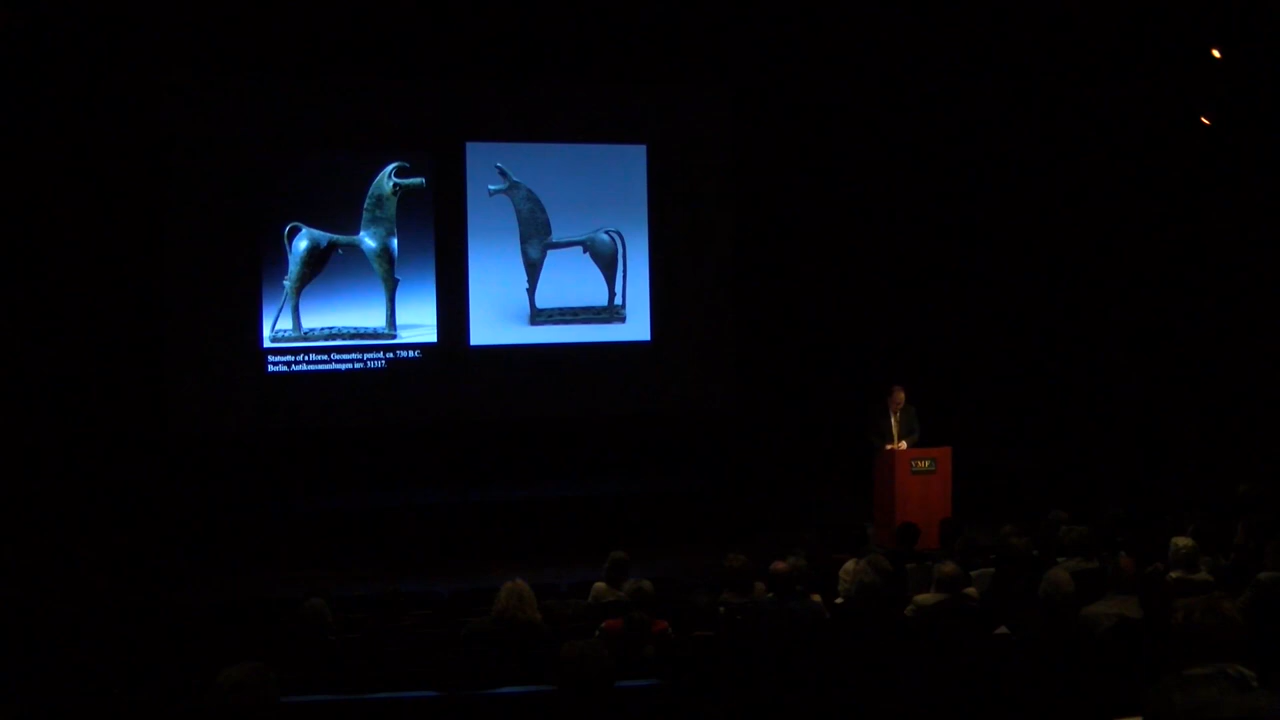 Statuette of a Horse, Geometric period, ca. 730 B.C.
Berlin, Antikensammlungen inv. 31317.
VMFA